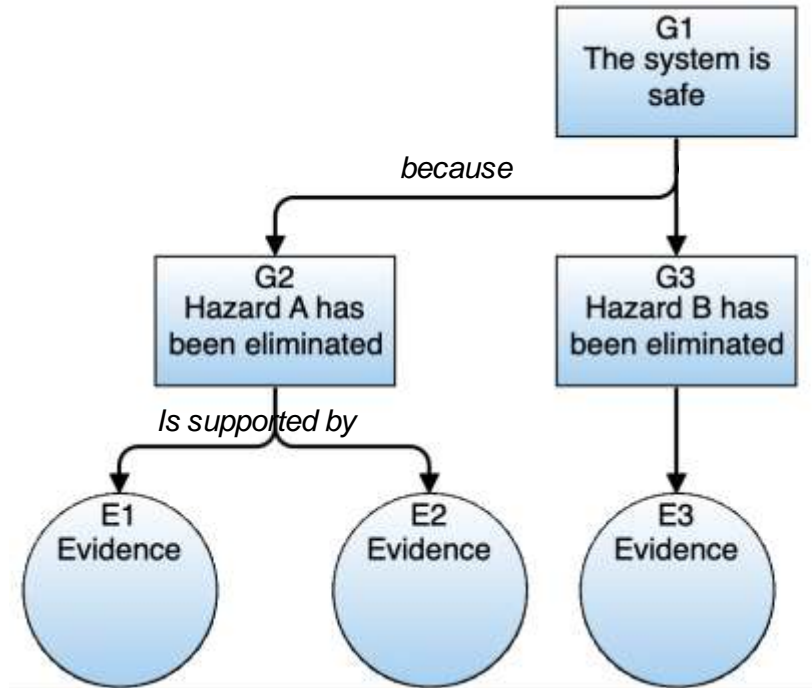 G1
The system is
safe
because
G2
Hazard A has
been eliminated
G3
Hazard B has
been eliminated
Is supported by
E1
Evidence
E2
Evidence
E3
Evidence